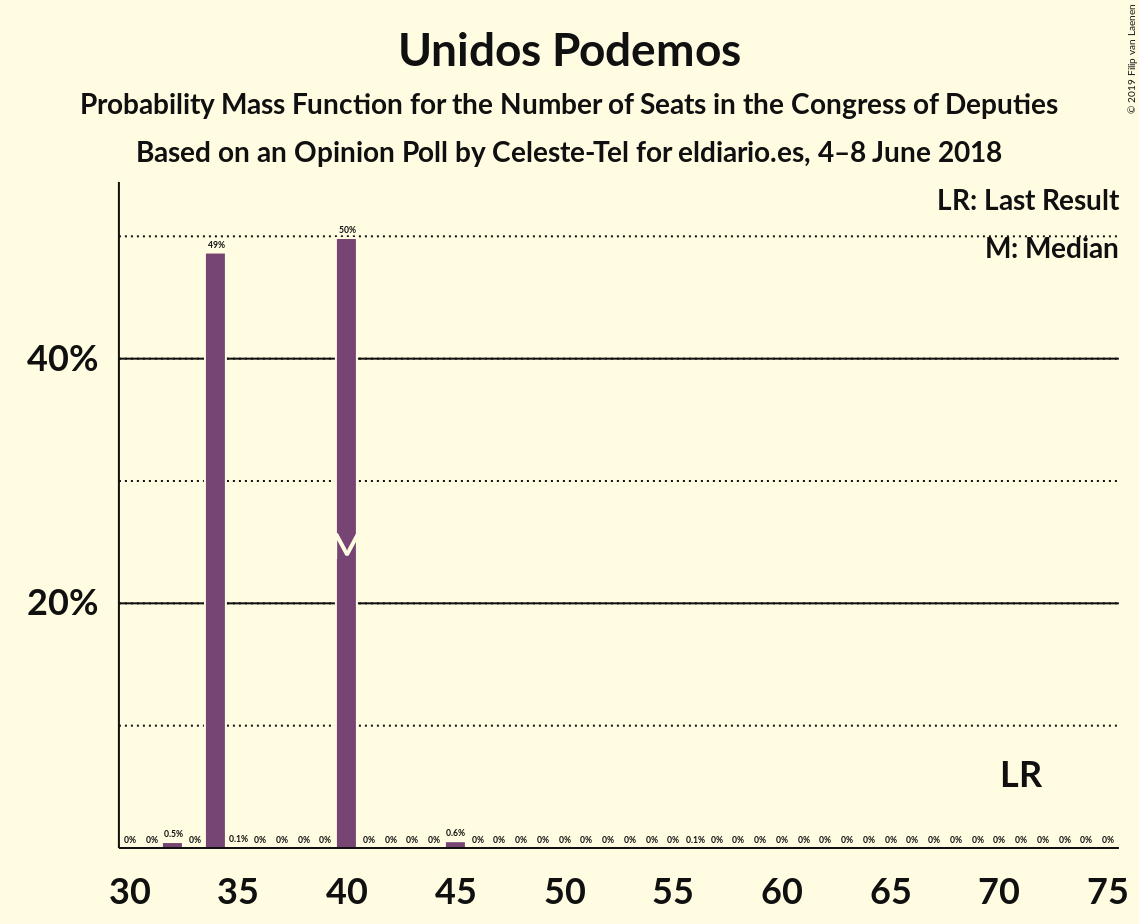 Unidos Podemos
Probability Mass Function for the Number of Seats in the Congress of Deputies
Based on an Opinion Poll by Celeste-Tel for eldiario.es, 4–8 June 2018
© 2019 Filip van Laenen
LR: Last Result
M: Median
40%
20%
0% 0% 0.5% 0% 49% 0.1% 0% 0% 0% 0% 50% 0% 0% 0% 0% 0.6% 0% 0% 0% 0% 0% 0% 0% 0% 0% 0% 0.1% 0% 0% 0% 0% 0% 0% 0% 0% 0% 0% 0% 0% 0% 0% 0% 0% 0% 0% 0%
LR
30 35 40 45 50 55 60 65 70 75